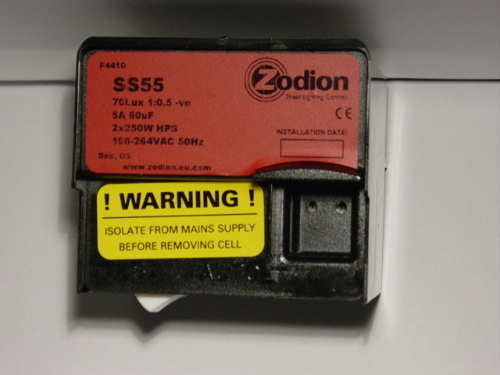 F4410
SS55
70Lux 1:0.5 -ve
5A 60uF
2x250W HPS
198-264VAC 50Hz
Dec, 05
www.zodion.eu.com
Zodion
Street Lighting Controls
CE
INSTALLATION DATE:
! WARNING !
ISOLATE FROM MAINS SUPPLY
BEFORE REMOVING CELL